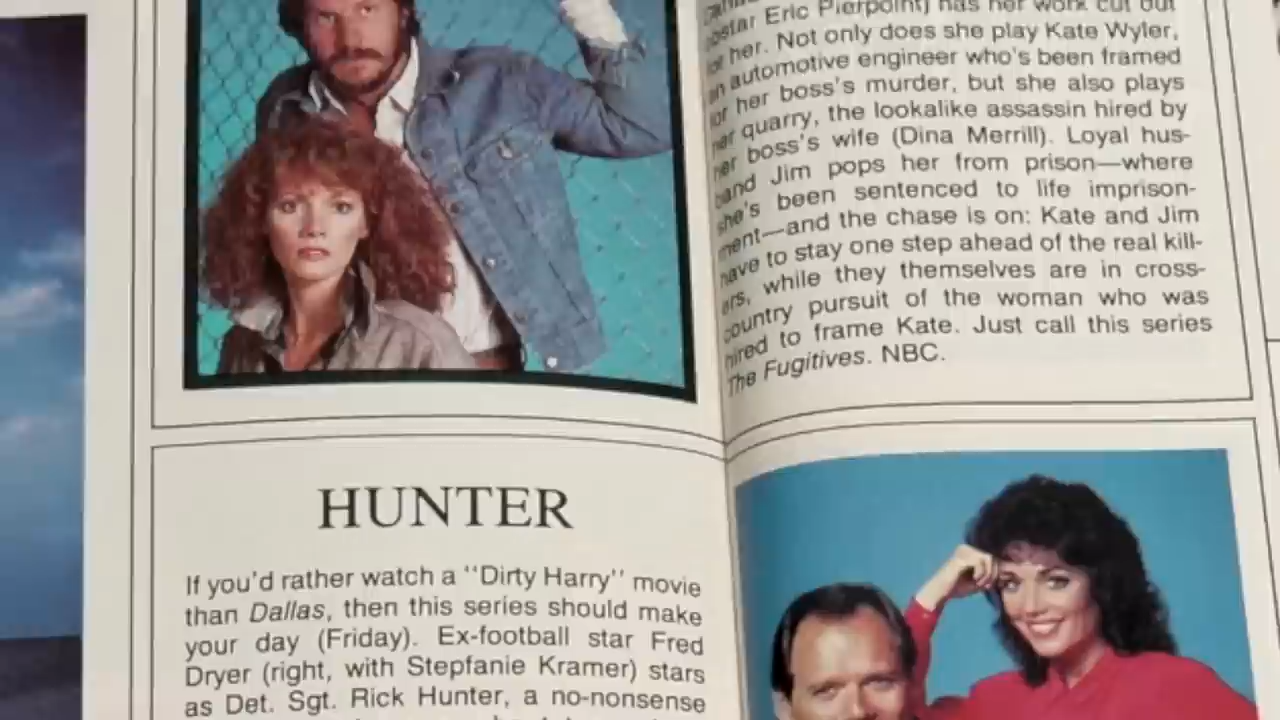 ostar Eric Pierpoint) has her work cut out
for her. Not only does she play Kate Wyler,
an automotive engineer who's been framed
for her boss's murder, but she also plays
her quarry, the lookalike assassin hired by
her boss's wife (Dina Merrill). Loyal hus-
band Jim pops her from prison—where
she's been sentenced to life imprison-
ment—and the chase is on: Kate and Jim
have to stay one step ahead of the real kill-
ers, while they themselves are in cross-
country pursuit of the woman who was
hired to frame Kate. Just call this series
The Fugitives. NBC.
HUNTER
If you'd rather watch a "Dirty Harry" movie
than Dallas, then this series should make
your day (Friday). Ex-football star Fred
Dryer (right, with Stepfanie Kramer) stars
as Det. Sgt. Rick Hunter, a no-nonsense